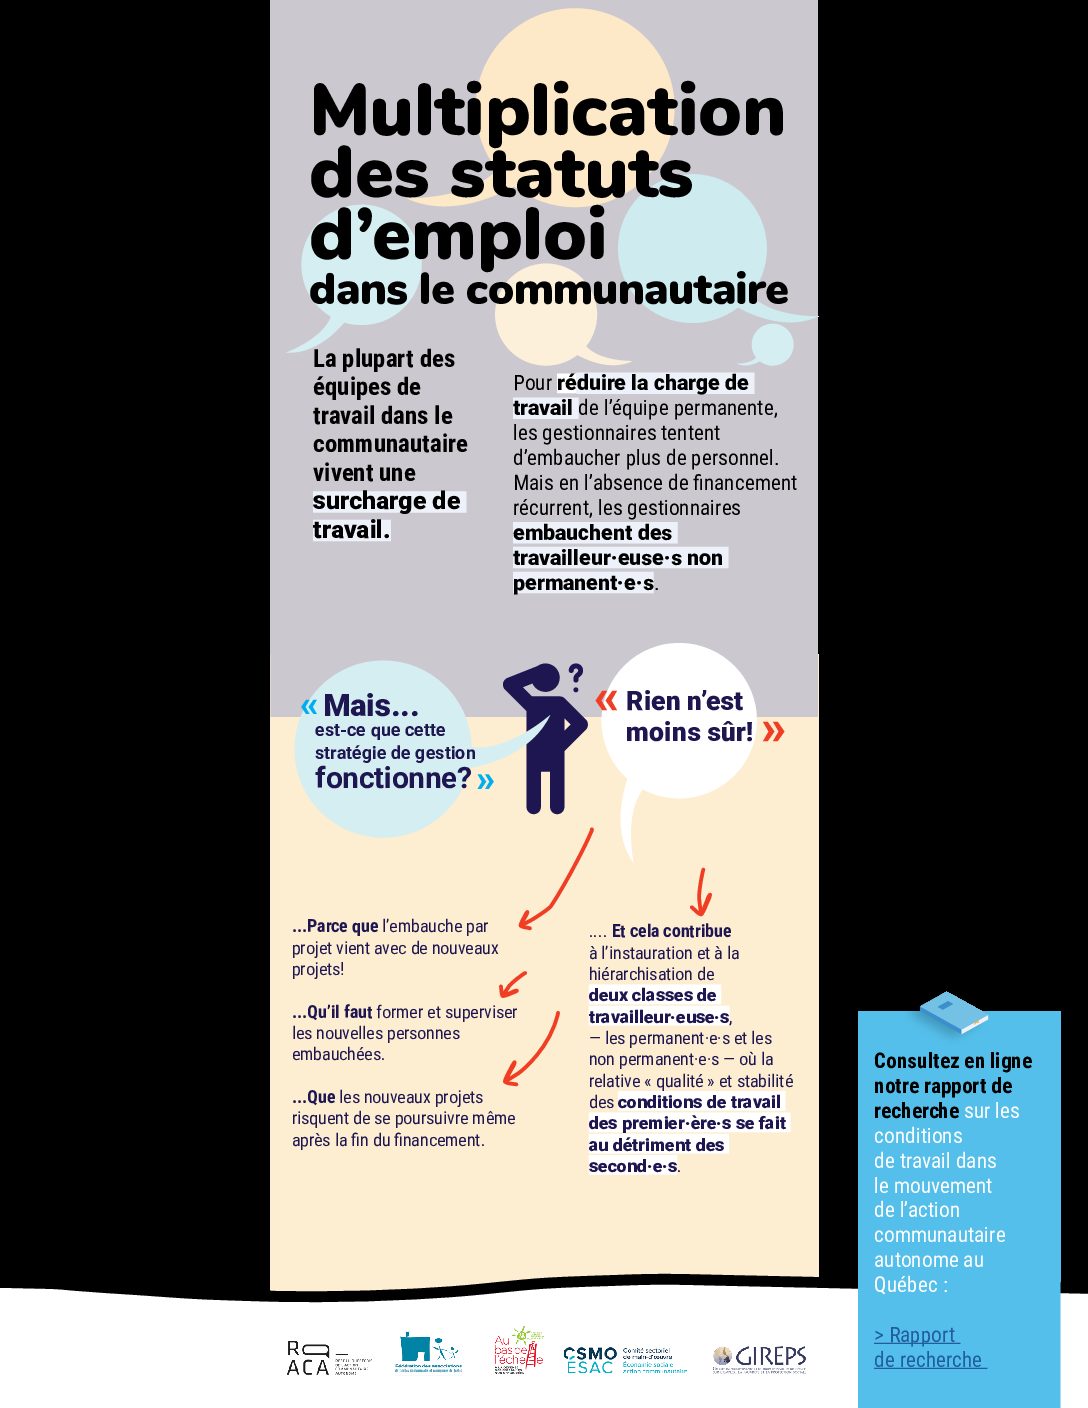 Multiplication
des statuts
d’emploi
dans le communautaire
La plupart des
équipes de
travail dans le
communautaire
vivent une
surcharge de
travail.
Pour réduire la charge de
travail de l’équipe permanente,
les gestionnaires tentent
d’embaucher plus de personnel.
Mais en l’absence de financement
récurrent, les gestionnaires
embauchent des
travailleur·euse·s non
permanent·e·s.
« Mais...
est-ce que cette
stratégie de gestion
fonctionne? »
?
« Rien n’est
moins sûr! »
...Parce que l’embauche par
projet vient avec de nouveaux
projets!
...Qu’il faut former et superviser
les nouvelles personnes
embauchées.
...Que les nouveaux projets
risquent de se poursuivre même
après la fin du financement.
.... Et cela contribue
à l’instauration et à la
hiérarchisation de
deux classes de
travailleur·euse·s,
— les permanent·e·s et les
non permanent·e·s — où la
relative « qualité » et stabilité
des conditions de travail
des premier·ère·s se fait
au détriment des
second·e·s.
Consultez en ligne
notre rapport de
recherche sur les
conditions
de travail dans
le mouvement
de l’action
communautaire
autonome au
Québec :
> Rapport
de recherche
RQ—
ACA
Fédération des associations
Au
bas de
l’échelle
CSMO
ESAC
Comité sectoriel
de main-d’œuvre
Économie sociale
action communautaire
GIREPS